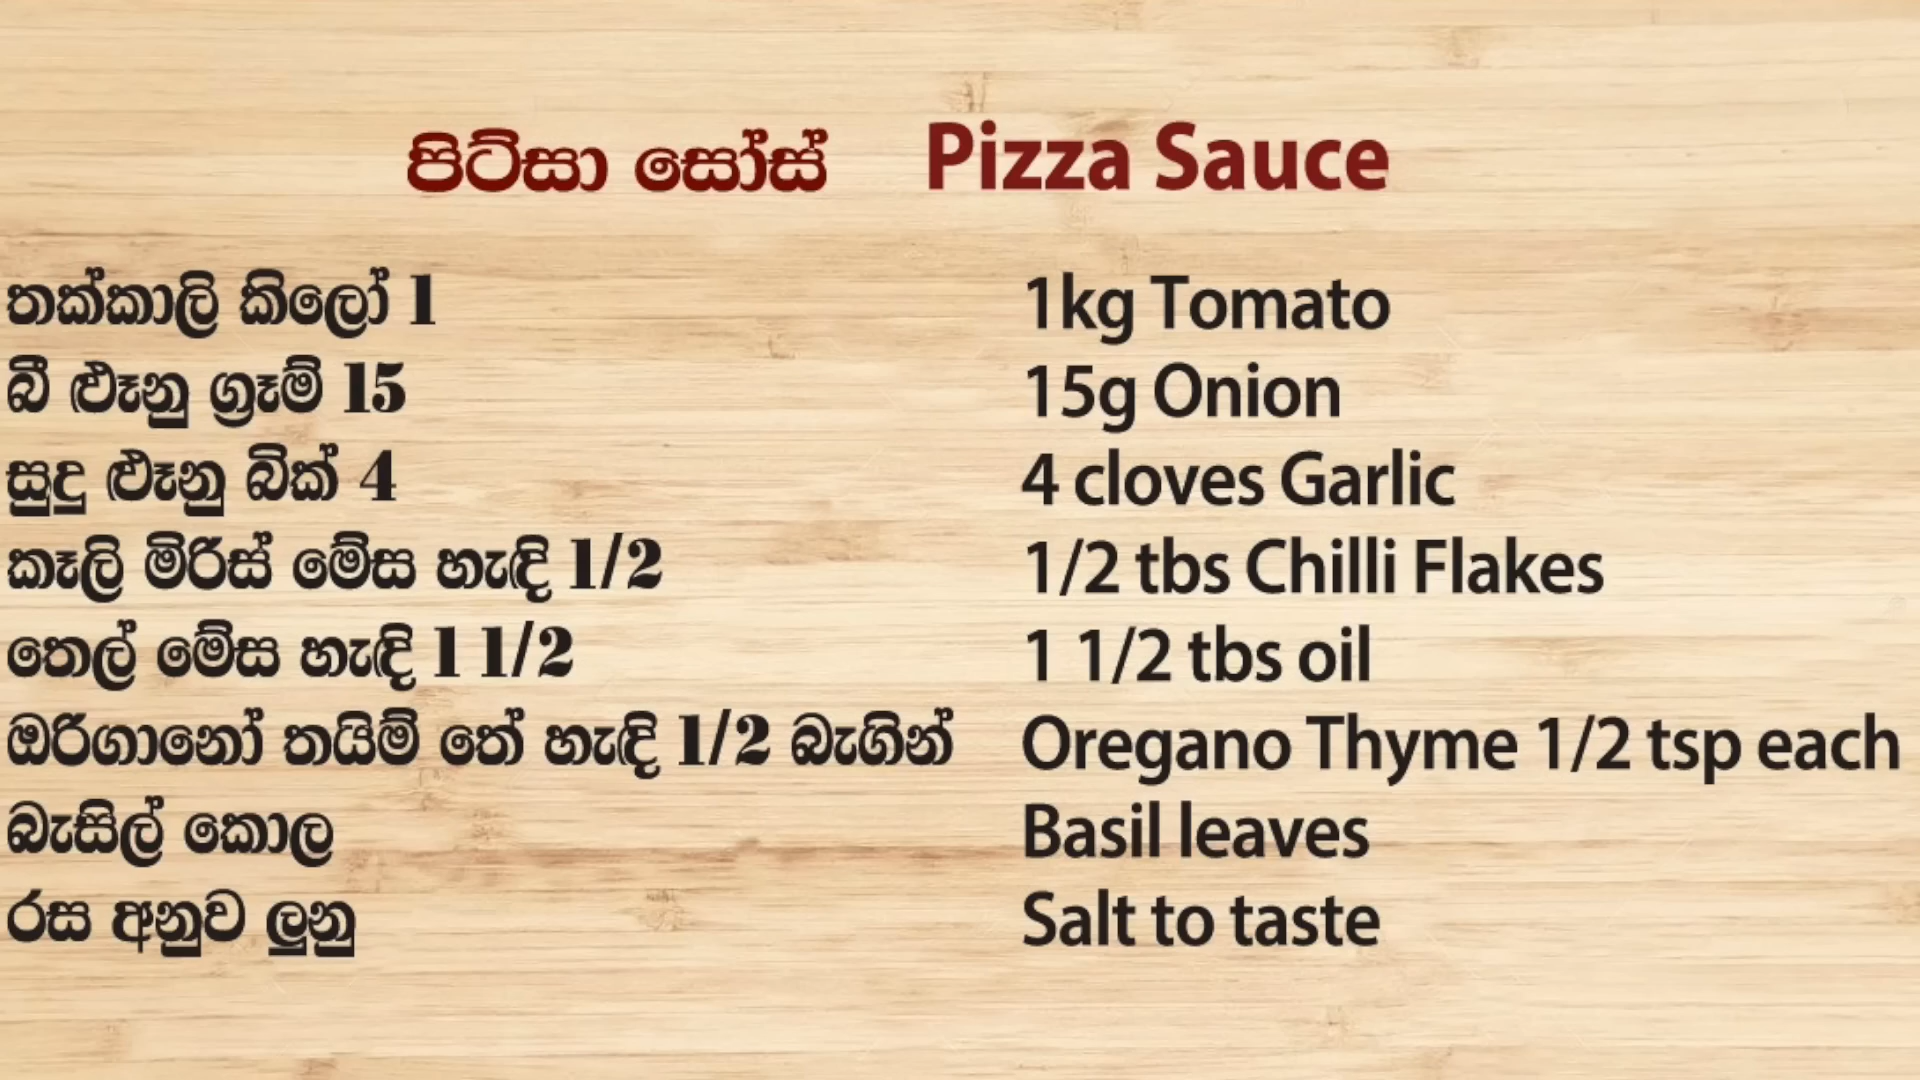 පිට්සා සෝස් Pizza Sauce
තක්කාලි කිලෝ 1 1kg Tomato
බී ළූනු ග්‍රෑම් 15 15g Onion
සුදු ළූනු බික් 4 4 cloves Garlic
කෑලි මිරිස් මේස හැඳි 1/2 1/2 tbs Chilli Flakes
තෙල් මේස හැඳි 1 1/2 1 1/2 tbs oil
ඔරිගානෝ තයිම් තේ හැඳි 1/2 බැගින් Oregano Thyme 1/2 tsp each
බැසිල් කොල Basil leaves
රස අනුව ලුනු Salt to taste